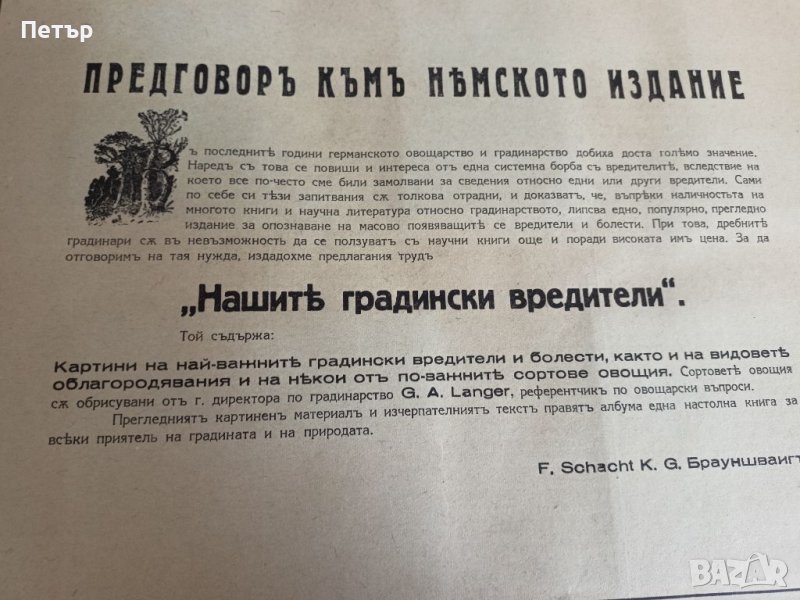 Петър
ПРЕДГОВОРЪ КЪМЪ НѢМСКОТО ИЗДАНИЕ
Въ последнитѣ години германското овощарство и градинарство добиха доста голѣмо значение.
Наредъ съ това се повиши и интереса отъ една системна борба съ вредителитѣ, вследствие на
което все по-често сме били замолвани за сведения относно едни или други вредители. Сами
по себе си тѣзи запитвания сѫ толкова отрадни, и доказватъ, че, въпрѣки наличностьта на
многото книги и научна литература относно градинарството, липсва едно, популярно, прегледно
издание за опознаване на масово появяващитѣ се вредители и болести. При това, дребнитѣ
градинари сѫ въ невъзможность да се ползуватъ съ научни книги още и поради високата имъ цена. За да
отговоримъ на тая нужда, издадохме предлагания трудъ
„Нашитѣ градински вредители“.
Той съдържа:
Картини на най-важнитѣ градински вредители и болести, както и на видоветѣ
облагородявания и на нѣкои отъ по-важнитѣ сортове овощия. Сортоветѣ овощия
сѫ обрисувани отъ г. директора по градинарство G. A. Langer, референтчикъ по овощарски въпроси.
Прегледниятъ картиненъ материалъ и изчерпателниятъ текстъ правятъ албума една настолна книга за
всѣки приятель на градината и на природата.
F. Schacht K. G. Брауншвайгъ
BAZAR